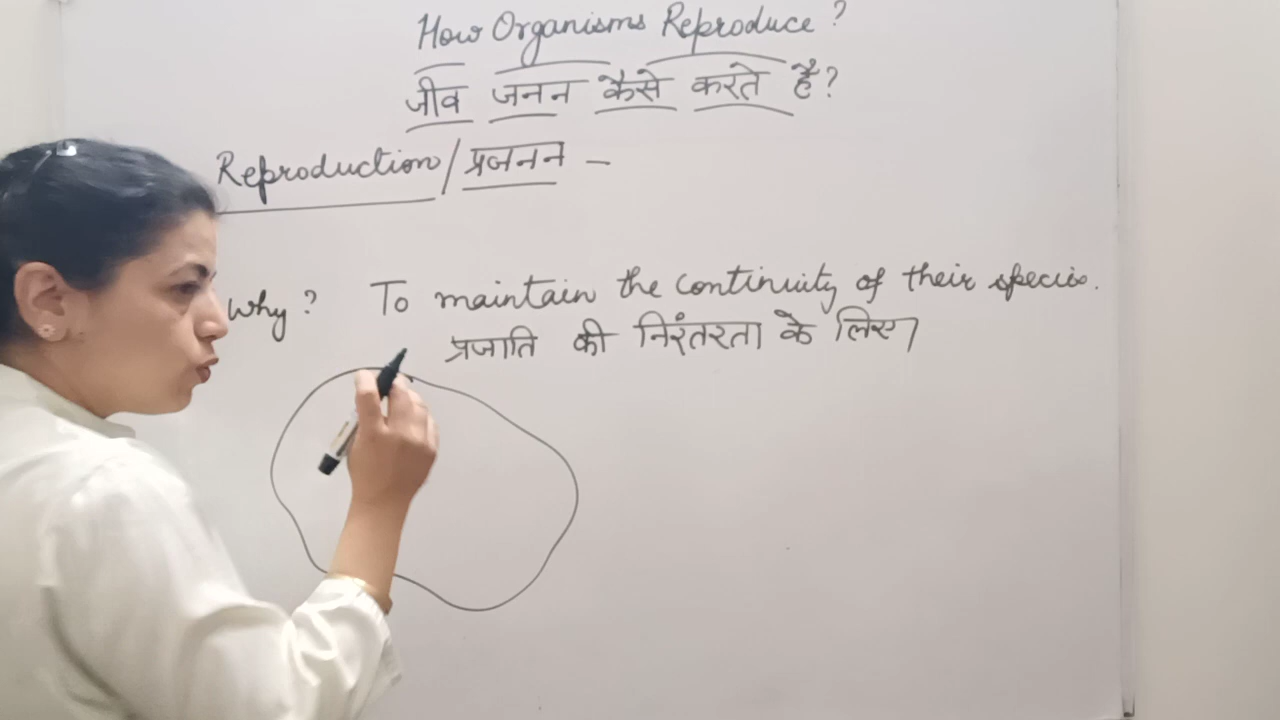 How Organisms Reproduce ?
जीव जनन कैसे करते है?
Reproduction / प्रजनन –
Why ? To maintain the continuity of their species.
प्रजाति की निरंतरता के लिए।